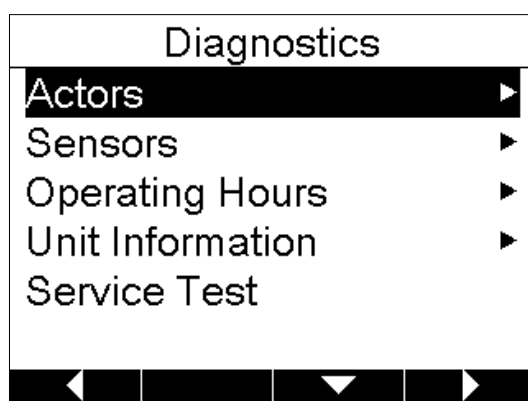 Diagnostics
Actors
Sensors
Operating Hours
Unit Information
Service Test